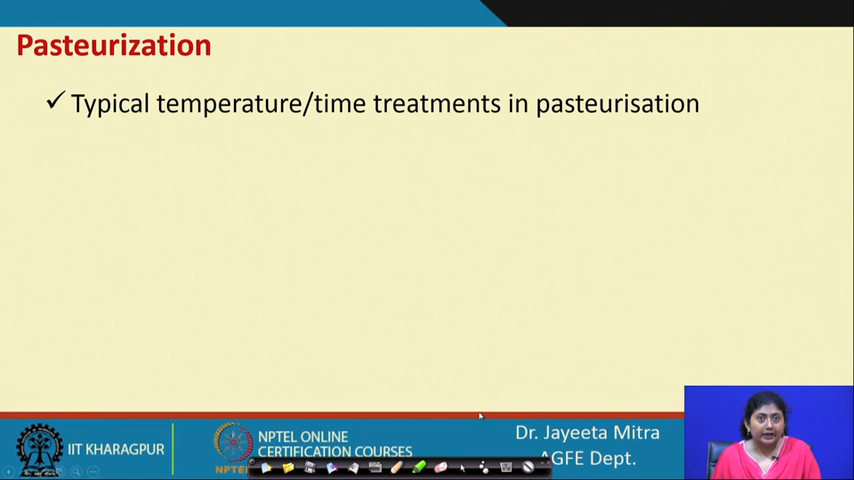 Pasteurization
✓ Typical temperature/time treatments in pasteurisation
IIT KHARAGPUR
NPTEL
NPTEL ONLINE
CERTIFICATION COURSES
Dr. Jayeeta Mitra
AGFE Dept.